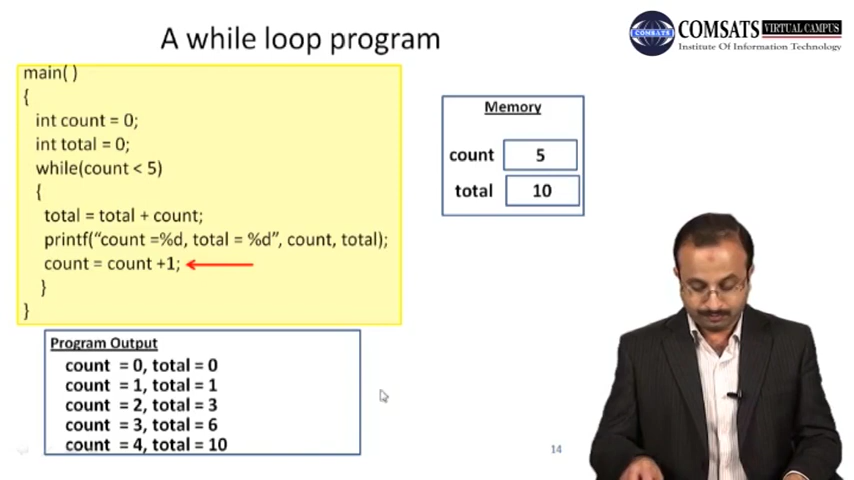 A while loop program
COMSATS VIRTUAL CAMPUS
COMSATS
Institute Of Information Technology
main( )
{
int count = 0;
int total = 0;
while(count < 5)
{
total = total + count;
printf(“count =%d, total = %d”, count, total);
count = count +1;
}
}
Memory
count 5
total 10
Program Output
count = 0, total = 0
count = 1, total = 1
count = 2, total = 3
count = 3, total = 6
count = 4, total = 10
14